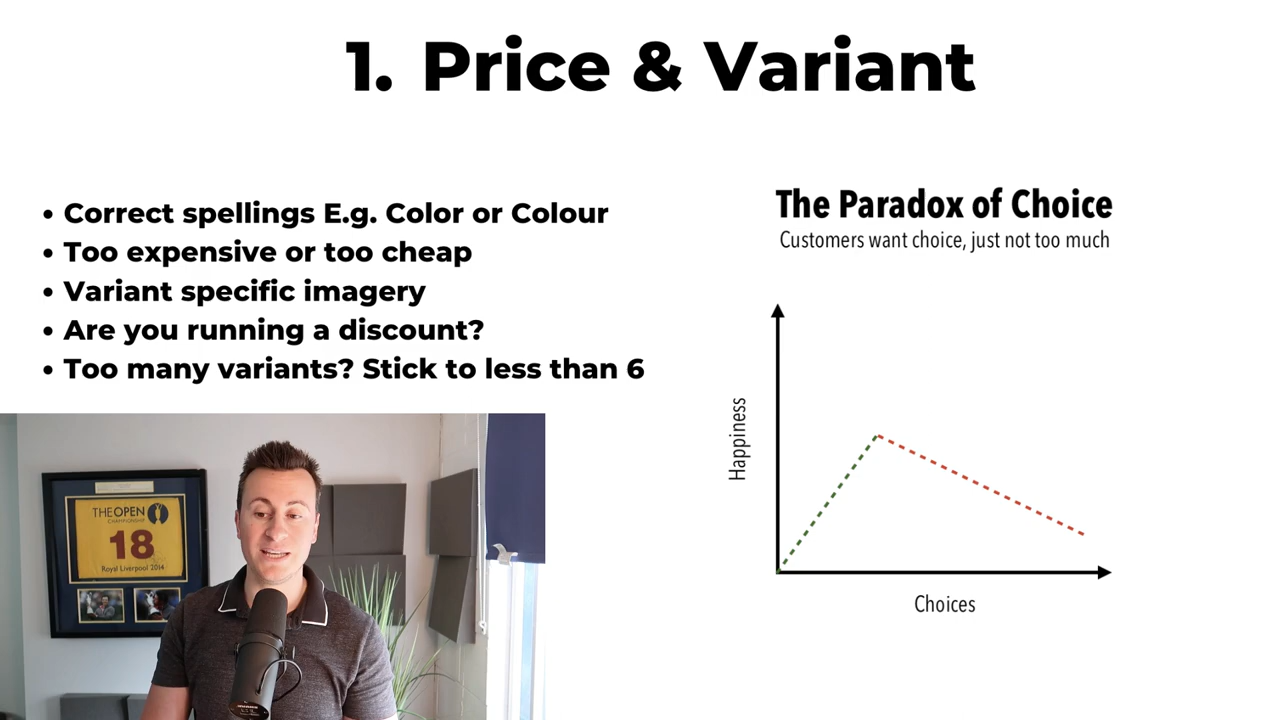 1. Price & Variant
• Correct spellings E.g. Color or Colour
• Too expensive or too cheap
• Variant specific imagery
• Are you running a discount?
• Too many variants? Stick to less than 6
The Paradox of Choice
Customers want choice, just not too much
Happiness
Choices
THE OPEN
CHAMPIONSHIP
18
Royal Liverpool 2014